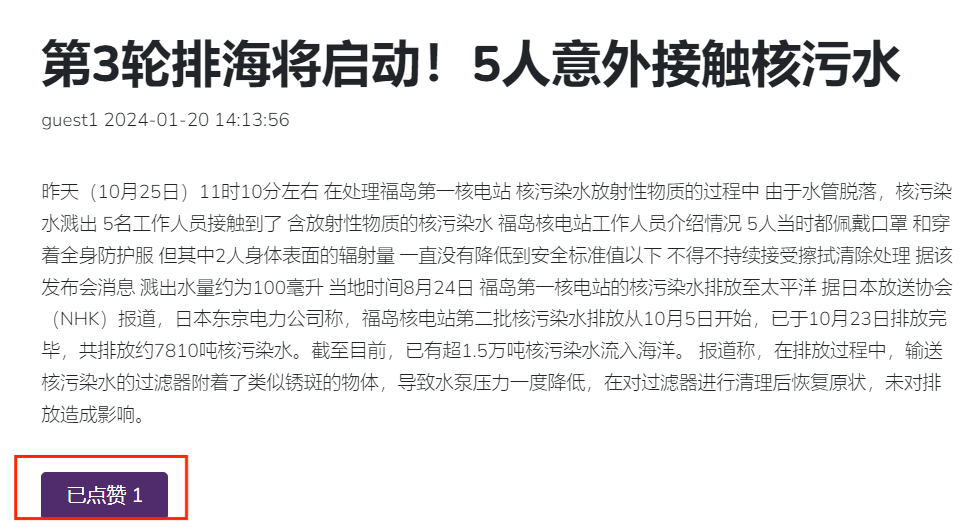 第3轮排海将启动！5人意外接触核污水
guest1 2024-01-20 14:13:56
昨天（10月25日）11时10分左右 在处理福岛第一核电站 核污染水放射性物质的过程中 由于水管脱落，核污染
水溅出 5名工作人员接触到了 含放射性物质的核污染水 福岛核电站工作人员介绍情况 5人当时都佩戴口罩 和穿
着全身防护服 但其中2人身体表面的辐射量 一直没有降低到安全标准值以下 不得不持续接受擦拭清除处理 据该
发布会消息 溅出水量约为100毫升 当地时间8月24日 福岛第一核电站的核污染水排放至太平洋 据日本放送协会
（NHK）报道，日本东京电力公司称，福岛核电站第二批核污染水排放从10月5日开始，已于10月23日排放完
毕，共排放约7810吨核污染水。截至目前，已有超1.5万吨核污染水流入海洋。 报道称，在排放过程中，输送
核污染水的过滤器附着了类似锈斑的物体，导致水泵压力一度降低，在对过滤器进行清理后恢复原状，未对排
放造成影响。
已点赞 1